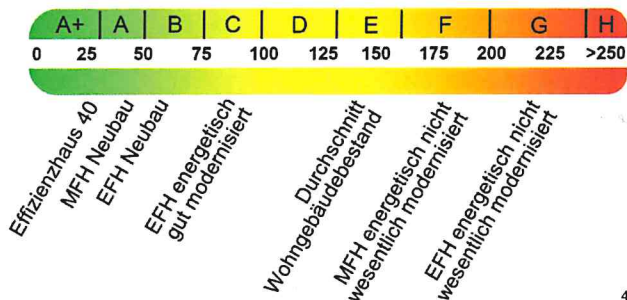 A+ A B C D E F G H
0 25 50 75 100 125 150 175 200 225 >250
Effizienzhaus 40
MFH Neubau
EFH Neubau
EFH energetisch
gut modernisiert
Durchschnitt
Wohngebäudebestand
MFH energetisch nicht
wesentlich modernisiert
EFH energetisch nicht
wesentlich modernisiert
4